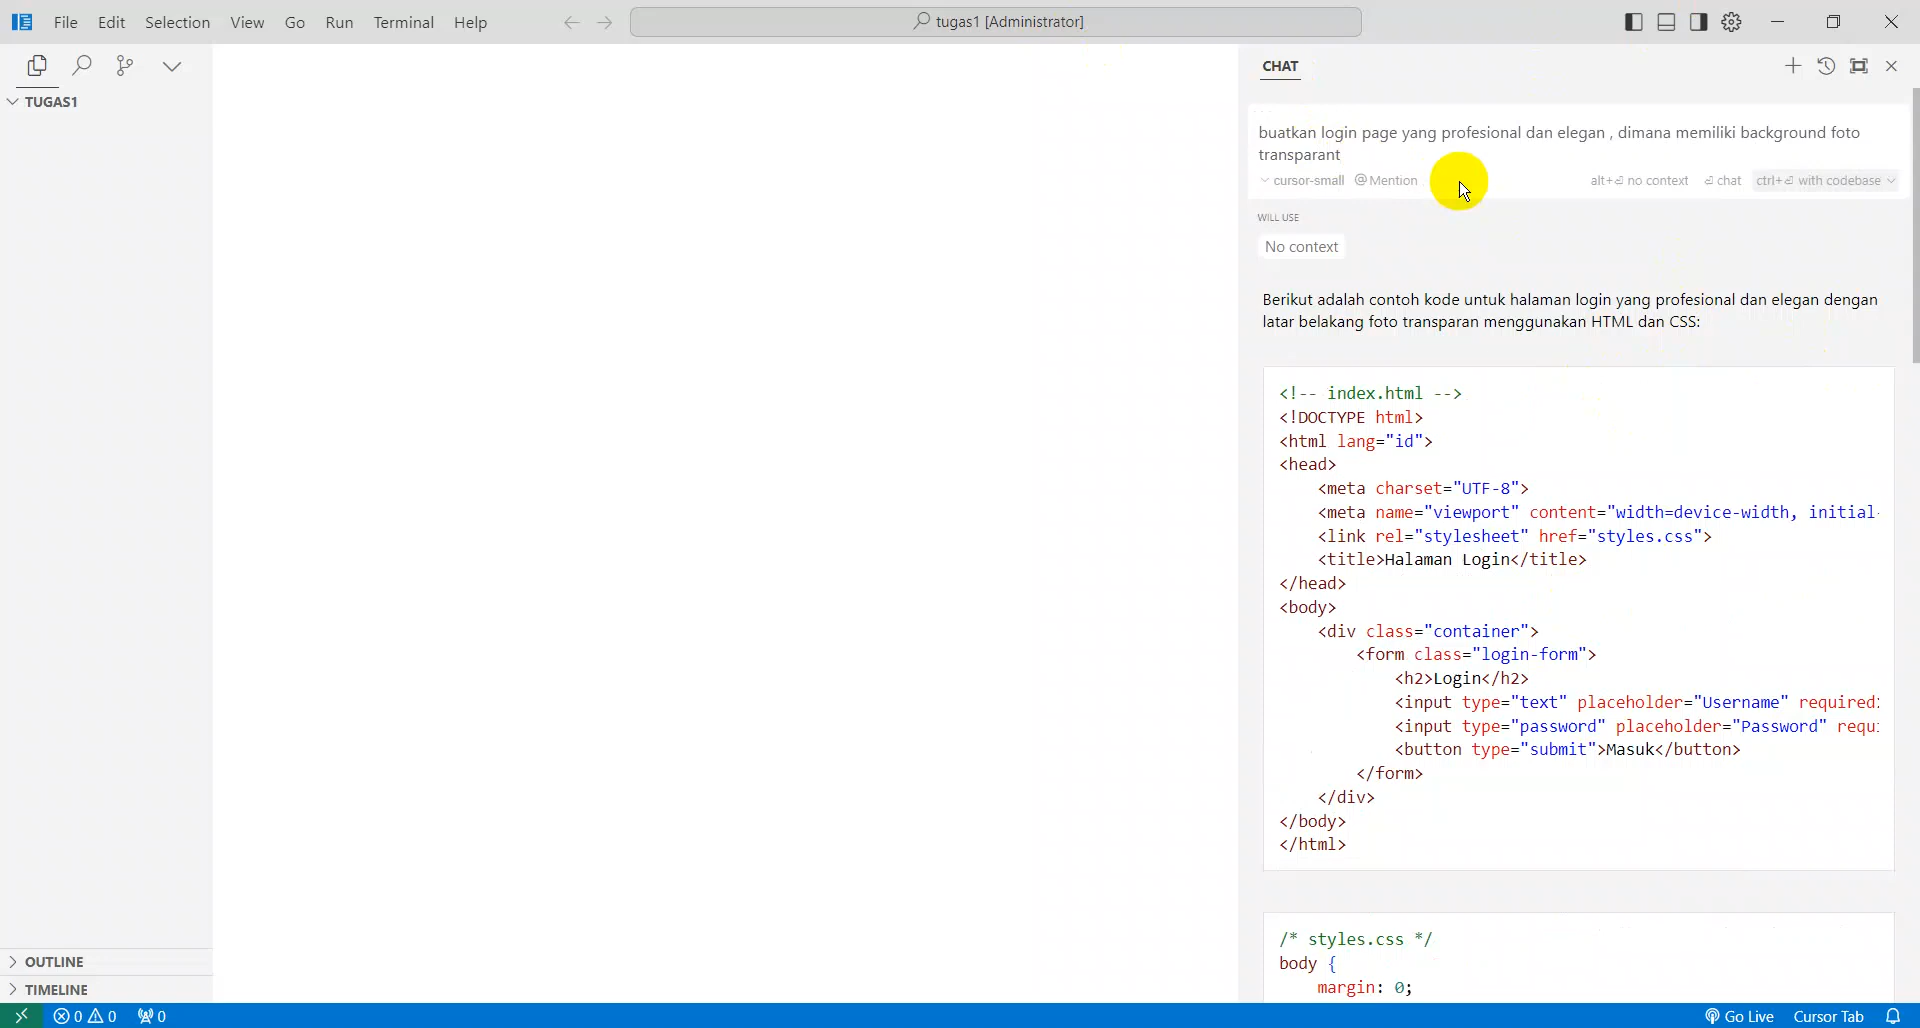 File Edit Selection View Go Run Terminal Help
tugas1 [Administrator]
TUGAS1
CHAT
buatkan login page yang profesional dan elegan , dimana memiliki background foto
transparant
cursor-small @ Mention
alt+⏎ no context ⏎ chat ctrl+⏎ with codebase
WILL USE
No context
Berikut adalah contoh kode untuk halaman login yang profesional dan elegan dengan
latar belakang foto transparan menggunakan HTML dan CSS:
<!-- index.html -->
<!DOCTYPE html>
<html lang="id">
<head>
    <meta charset="UTF-8">
    <meta name="viewport" content="width=device-width, initial-
    <link rel="stylesheet" href="styles.css">
    <title>Halaman Login</title>
</head>
<body>
    <div class="container">
        <form class="login-form">
            <h2>Login</h2>
            <input type="text" placeholder="Username" required
            <input type="password" placeholder="Password" requ
            <button type="submit">Masuk</button>
        </form>
    </div>
</body>
</html>
/* styles.css */
body {
    margin: 0;
OUTLINE
TIMELINE
0 0 0
Go Live Cursor Tab